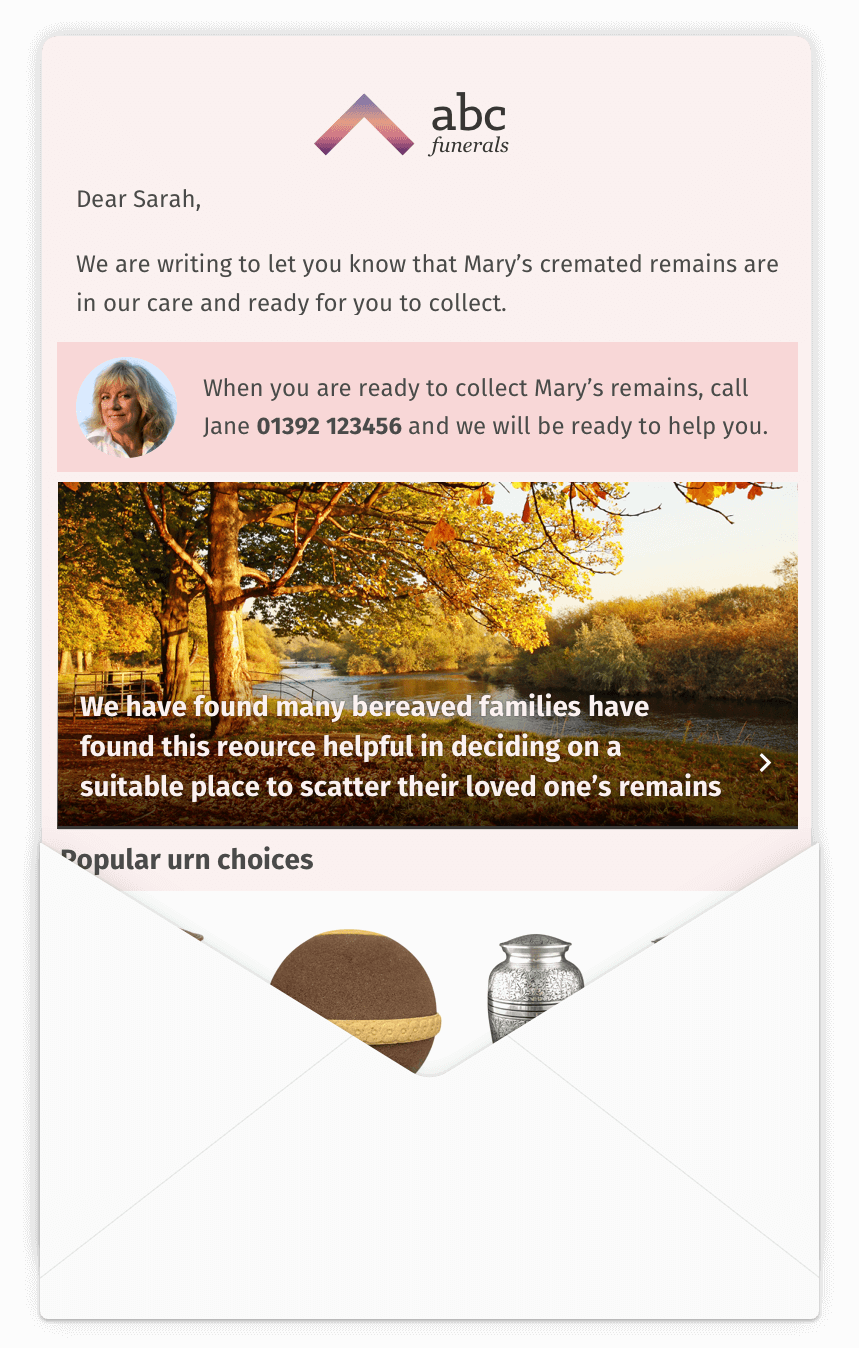 abc
funerals
Dear Sarah,
We are writing to let you know that Mary’s cremated remains are
in our care and ready for you to collect.
When you are ready to collect Mary’s remains, call
Jane 01392 123456 and we will be ready to help you.
We have found many bereaved families have
found this reource helpful in deciding on a
suitable place to scatter their loved one’s remains
Popular urn choices